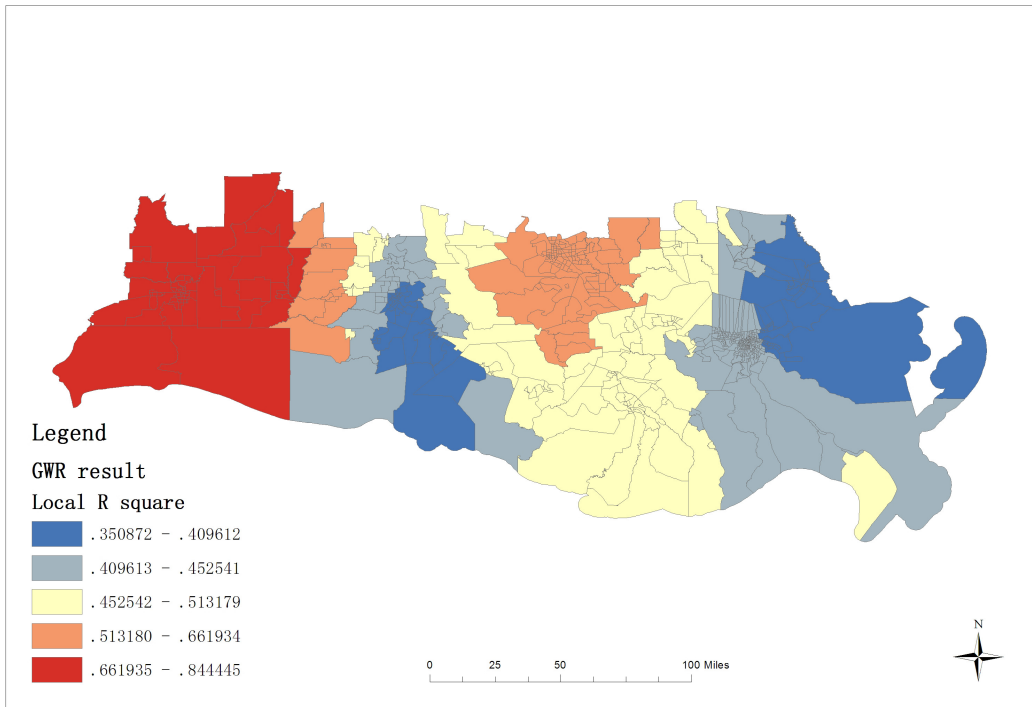 Legend
GWR result
Local R square
.350872 - .409612
.409613 - .452541
.452542 - .513179
.513180 - .661934
.661935 - .844445
0 25 50 100 Miles
N